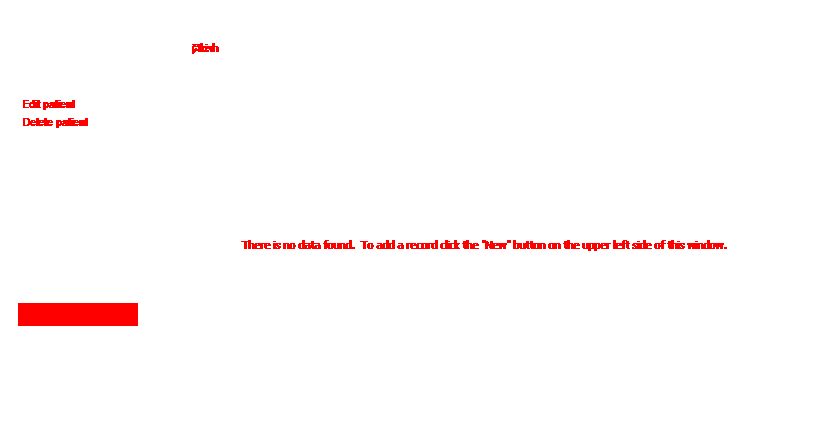 Edit patient
Delete patient
There is no data found. To add a record click the "New" button on the upper left side of this window.